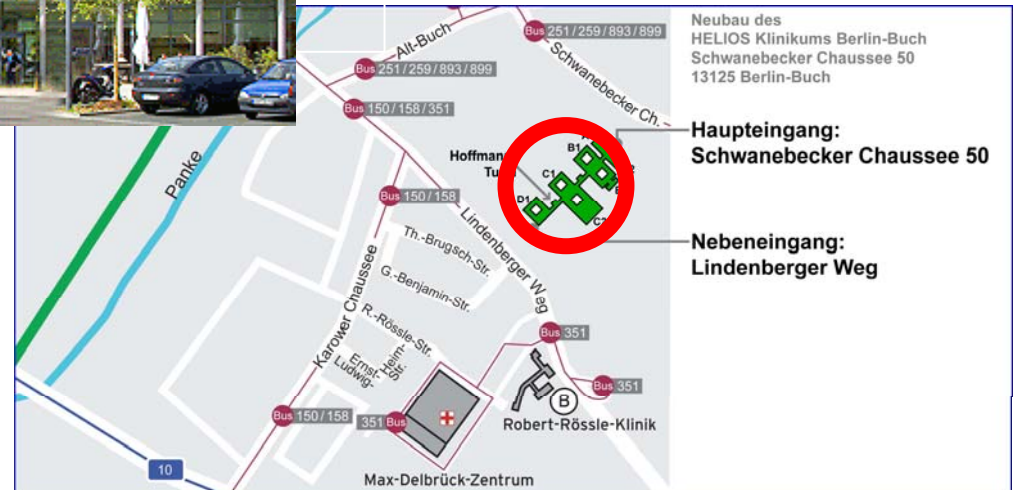 Neubau des
HELIOS Klinikums Berlin-Buch
Schwanebecker Chaussee 50
13125 Berlin-Buch
Haupteingang:
Schwanebecker Chaussee 50
Nebeneingang:
Lindenberger Weg
Alt-Buch
Bus 251/259/893/899
Schwanebecker Ch.
Bus 251/259/893/899
Bus 150/158/351
B1
C1
D1
Panke
Bus 150/158
Lindenberger Weg
Th.-Brugsch-Str.
G.-Benjamin-Str.
Karower Chaussee
R.-Rössle-Str.
Ernst-
Ludwig-
Heim-
Str.
Bus 351
Bus 351
B
Robert-Rössle-Klinik
Bus 150/158
351 Bus
10
Max-Delbrück-Zentrum